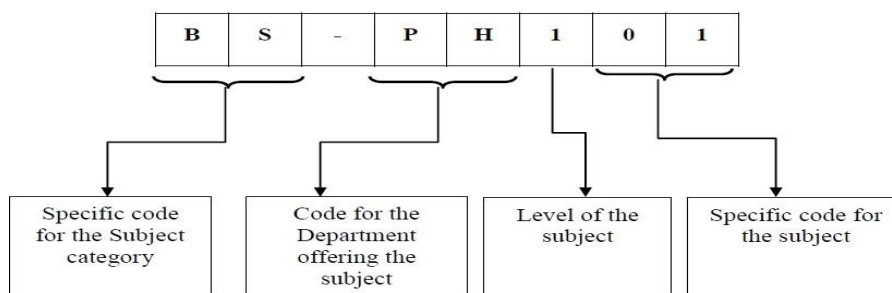 B S - P H 1 0 1
Specific code
for the Subject
category
Code for the
Department
offering the
subject
Level of the
subject
Specific code for
the subject